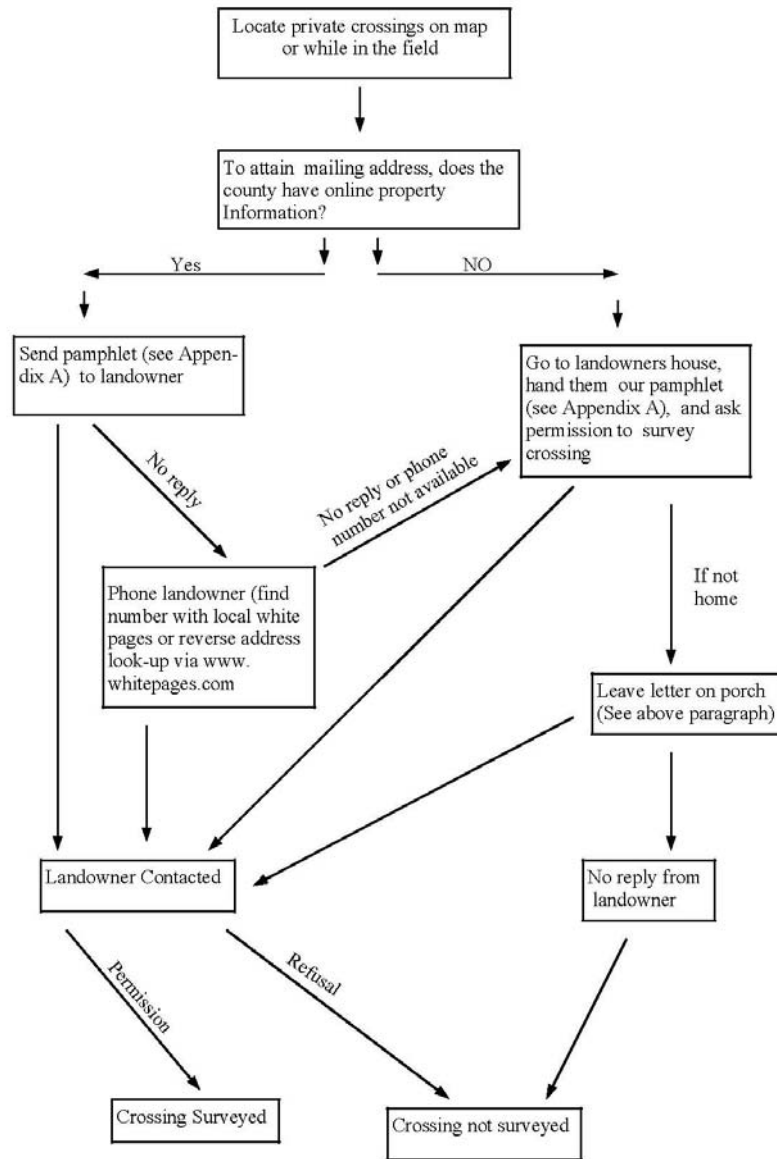 Locate private crossings on map
or while in the field
To attain mailing address, does the
county have online property
Information?
Yes
NO
Send pamphlet (see Appen-
dix A) to landowner
Go to landowners house,
hand them our pamphlet
(see Appendix A), and ask
permission to survey
crossing
No reply
No reply or phone
number not available
Phone landowner (find
number with local white
pages or reverse address
look-up via www.
whitepages.com
If not
home
Leave letter on porch
(See above paragraph)
Landowner Contacted
No reply from
landowner
Permission
Refusal
Crossing Surveyed
Crossing not surveyed